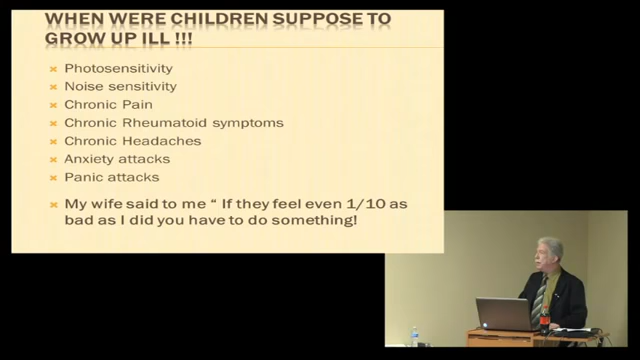 WHEN WERE CHILDREN SUPPOSE TO
GROW UP ILL !!!
Photosensitivity
Noise sensitivity
Chronic Pain
Chronic Rheumatoid symptoms
Chronic Headaches
Anxiety attacks
Panic attacks
My wife said to me “ If they feel even 1/10 as
bad as I did you have to do something!